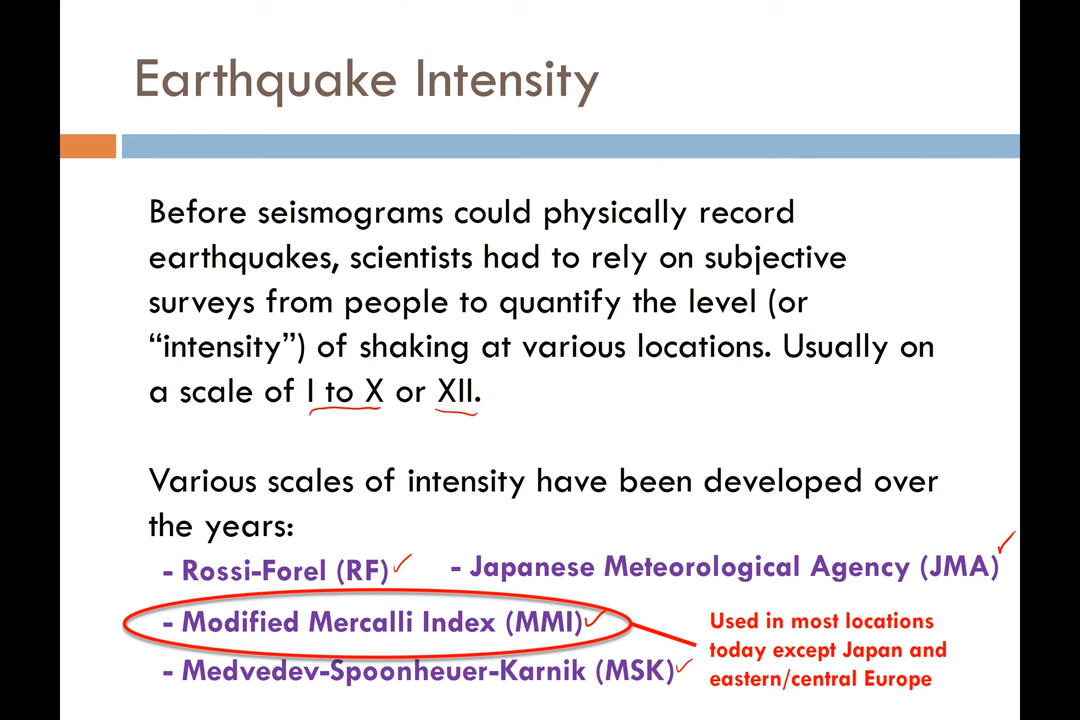 Earthquake Intensity
Before seismograms could physically record
earthquakes, scientists had to rely on subjective
surveys from people to quantify the level (or
“intensity”) of shaking at various locations. Usually on
a scale of I to X or XII.
Various scales of intensity have been developed over
the years:
- Rossi-Forel (RF)
- Japanese Meteorological Agency (JMA)
- Modified Mercalli Index (MMI)
- Medvedev-Spoonheuer-Karnik (MSK)
Used in most locations
today except Japan and
eastern/central Europe